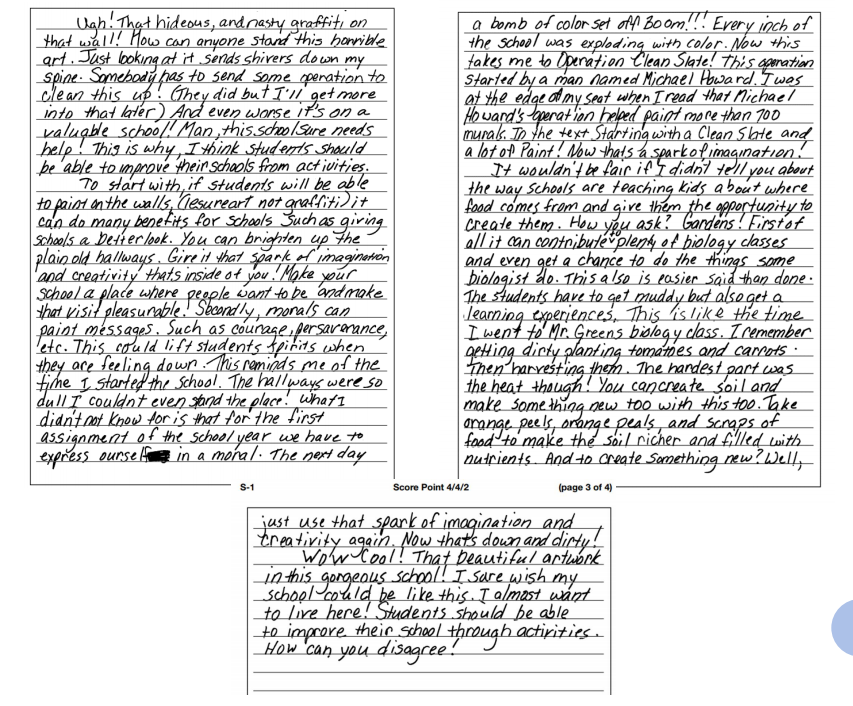 Ugh! That hideous, and nasty graffiti on
that wall! How can anyone stand this horrible
art. Just looking at it sends shivers down my
spine. Somebody has to send some operation to
clean this up! (They did but I'll get more
into that later) And even worse it's on a
valuable school! Man, this school sure needs
help! This is why, I think students should
be able to improve their schools from activities.
To start with, if students will be able
to paint on the walls, (lesureart not graffiti) it
can do many benefits for schools such as giving
schools a better look. You can brighten up the
plain old hallways. Give it that spark of imagination
and creativity thats inside of you! Make your
school a place where people want to be and make
that visit pleasurable! Secondly, morals can
paint messages. Such as courage, persaverance,
etc. This could lift students spirits when
they are feeling down. This reminds me of the
time I started the school. The hallways were so
dull I couldn't even stand the place! What I
didn't not know for is that for the first
assignment of the school year we have to
express ourself in a moral. The next day
a bomb of color set off Boom!!! Every inch of
the school was exploding with color. Now this
takes me to Operation Clean Slate! This operation
started by a man named Michael Howard. I was
at the edge of my seat when I read that Michael
Howard's operation helped paint more than 700
murals. In the text Starting with a Clean Slate and
a lot of Paint! Now thats a spark of imagination!
It wouldn't be fair if I didn't tell you about
the way schools are teaching kids about where
food comes from and give them the opportunity to
create them. How you ask? Gardens! First of
all it can contribute to plenty of biology classes
and even get a chance to do the things some
biologist do. This also is easier said than done.
The students have to get muddy but also get a
learning experiences. This is like the time
I went to Mr. Greens biology class. I remember
getting dirty planting tomatoes and carrots.
Then harvesting them. The hardest part was
the heat though! You can create soil and
make something new too with this too. Take
orange peels, orange peals, and scraps of
food to make the soil richer and filled with
nutrients. And to create something new? Well,
S-1 Score Point 4/4/2 (page 3 of 4)
just use that spark of imagination and
creativity again. Now thats down and dirty!
Wow Cool! That beautiful artwork
in this gorgeous school! I sure wish my
school could be like this. I almost want
to live here! Students should be able
to improve their school through activities.
How can you disagree!